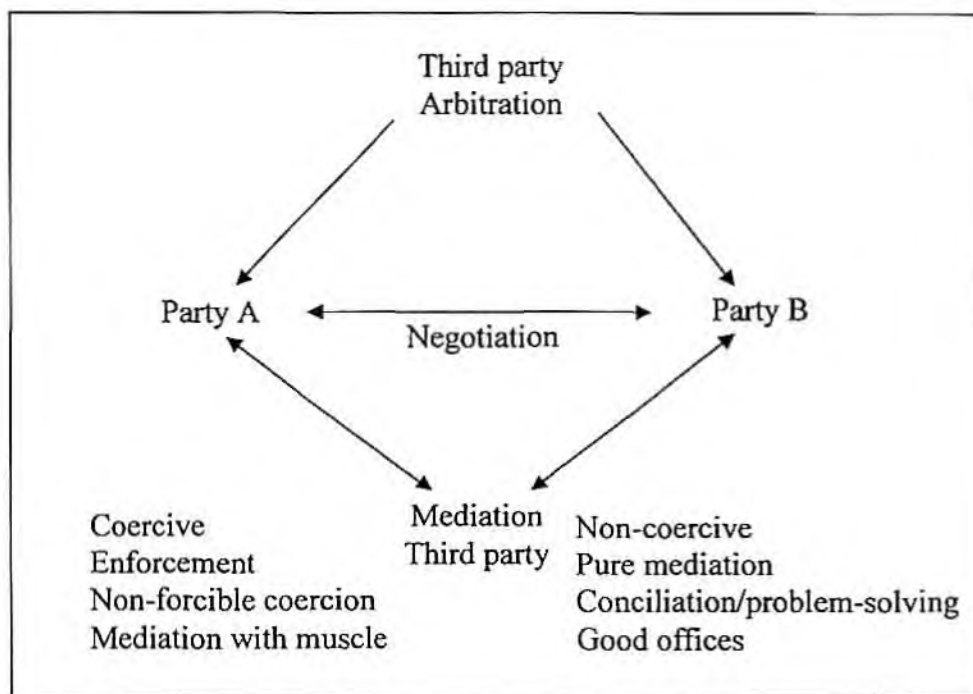 Third party
Arbitration
Party A
Party B
Negotiation
Mediation
Third party
Coercive
Enforcement
Non-forcible coercion
Mediation with muscle
Non-coercive
Pure mediation
Conciliation/problem-solving
Good offices